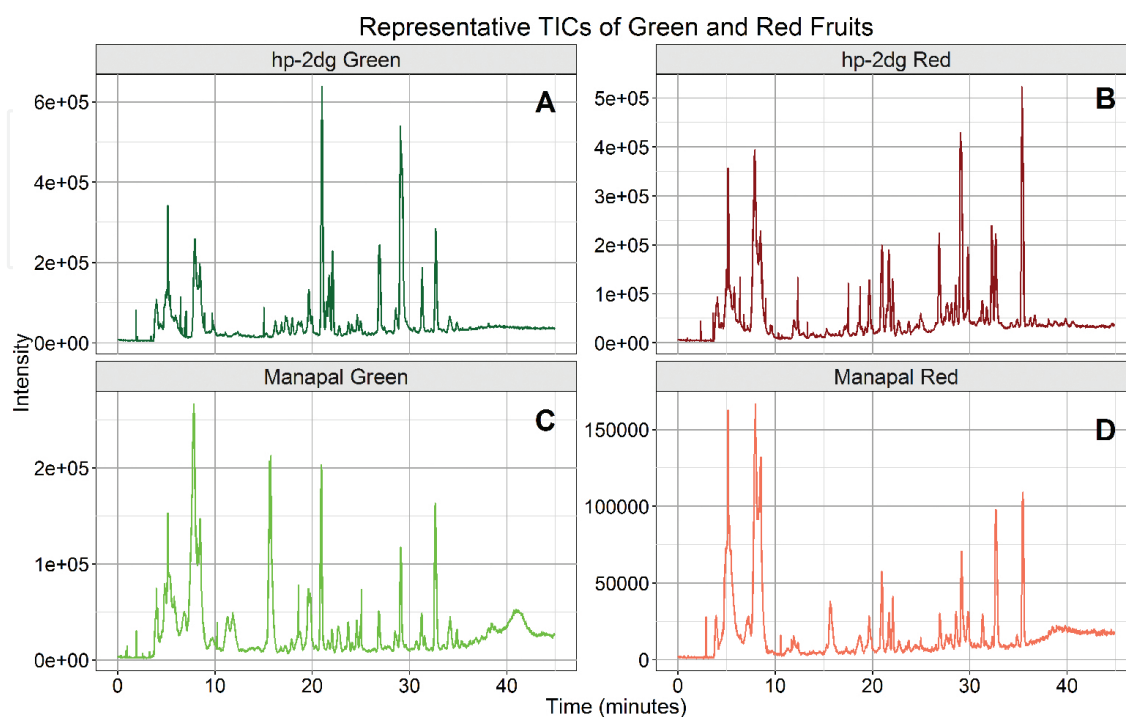 Representative TICs of Green and Red Fruits
hp-2dg Green
hp-2dg Red
A
6e+05
4e+05
2e+05
0e+00
B
5e+05
4e+05
3e+05
2e+05
1e+05
0e+00
Intensity
Manapal Green
Manapal Red
C
2e+05
1e+05
0e+00
D
150000
100000
50000
0
0 10 20 30 40
0 10 20 30 40
Time (minutes)